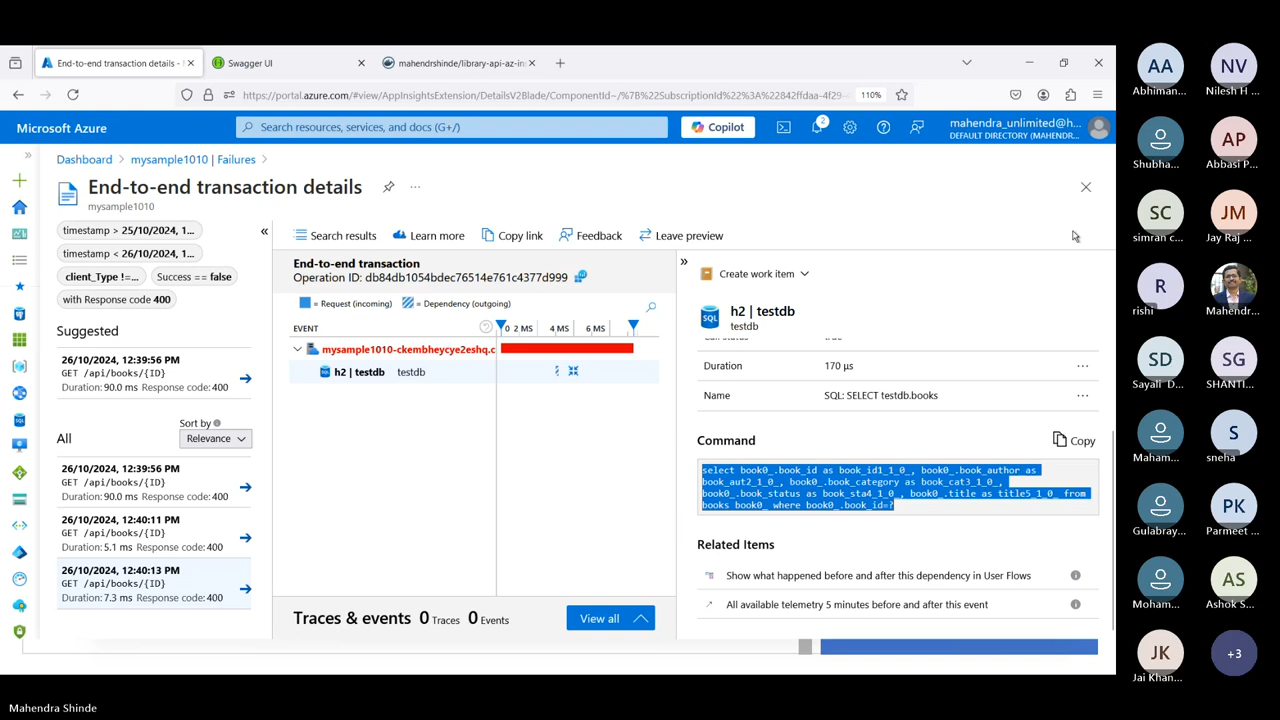 End-to-end transaction details -
Swagger UI
mahendrshinde/library-api-az-in
https://portal.azure.com/#view/AppInsightsExtension/DetailsV2Blade/ComponentId~/%7B%22SubscriptionId%22%3A%22842ffdaa-4f29-
110%
Microsoft Azure
Search resources, services, and docs (G+/)
Copilot
2
mahendra_unlimited@h...
DEFAULT DIRECTORY (MAHENDR...
Dashboard
mysample1010 | Failures
End-to-end transaction details
mysample1010
timestamp > 25/10/2024, 1...
timestamp < 26/10/2024, 1...
client_Type !=...
Success == false
with Response code 400
Suggested
26/10/2024, 12:39:56 PM
GET /api/books/{ID}
Duration: 90.0 ms Response code: 400
Sort by
All
Relevance
26/10/2024, 12:39:56 PM
GET /api/books/{ID}
Duration: 90.0 ms Response code: 400
26/10/2024, 12:40:11 PM
GET /api/books/{ID}
Duration: 5.1 ms Response code: 400
26/10/2024, 12:40:13 PM
GET /api/books/{ID}
Duration: 7.3 ms Response code: 400
Search results
Learn more
Copy link
Feedback
Leave preview
End-to-end transaction
Operation ID: db84db1054bdec76514e761c4377d999
= Request (incoming)
= Dependency (outgoing)
EVENT
0 2 MS 4 MS 6 MS
mysample1010-ckembheycye2eshq.c
h2 | testdb testdb
Traces & events 0 Traces 0 Events
View all
Create work item
h2 | testdb
testdb
Call status true
Duration 170 µs
Name SQL: SELECT testdb.books
Command
Copy
select book0_.book_id as book_id1_1_0_, book0_.book_author as
book_aut2_1_0_, book0_.book_category as book_cat3_1_0_,
book0_.book_status as book_sta4_1_0_, book0_.title as title5_1_0_ from
books book0_ where book0_.book_id=?
Related Items
Show what happened before and after this dependency in User Flows
All available telemetry 5 minutes before and after this event
AA
Abhiman...
NV
Nilesh H ...
Shubha...
AP
Abbasi P...
SC
simran c...
JM
Jay Raj ...
R
rishi
Mahendr...
SD
Sayali D...
SG
SHANTI...
Maham...
S
sneha
Gulabray...
PK
Parmeet ...
Moham...
AS
Ashok S...
JK
Jai Khan...
+3
Mahendra Shinde